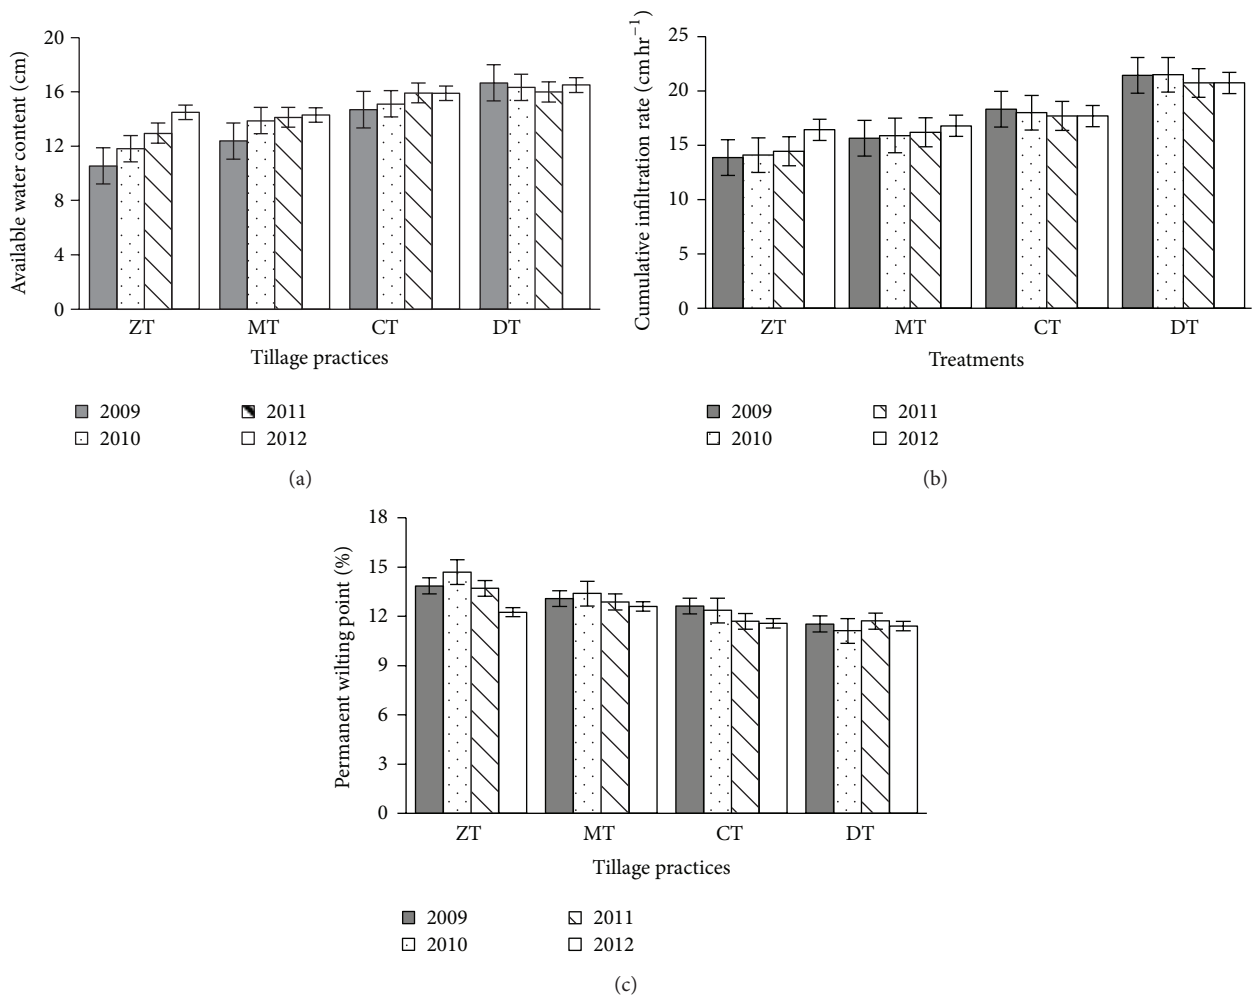 Available water content (cm)
20
16
12
8
4
0
ZT MT CT DT
Tillage practices
2009 2011
2010 2012
(a)
Cumulative infiltration rate (cm hr⁻¹)
25
20
15
10
5
0
ZT MT CT DT
Treatments
2009 2011
2010 2012
(b)
Permanent wilting point (%)
18
15
12
9
6
3
0
ZT MT CT DT
Tillage practices
2009 2011
2010 2012
(c)